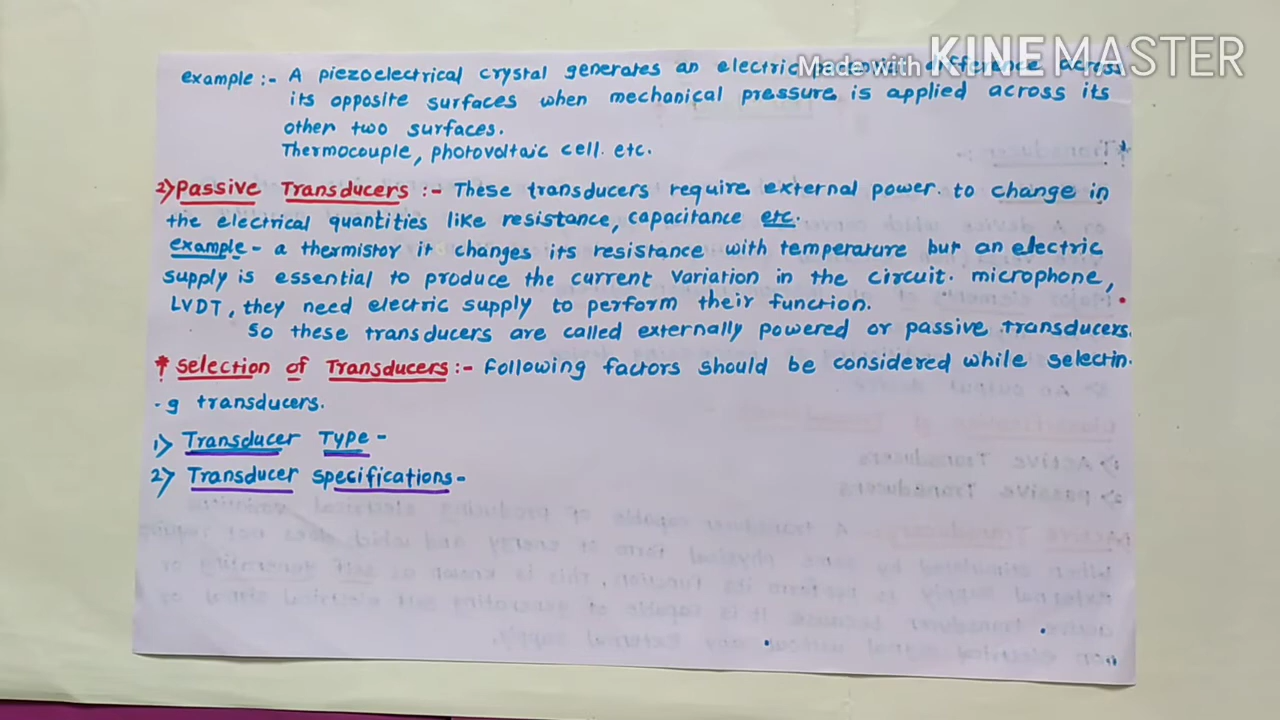 Made with KINEMASTER
example :- A piezoelectrical crystal generates an electric difference across
its opposite surfaces when mechanical pressure is applied across its
other two surfaces.
Thermocouple, photovoltaic cell. etc.
2) Passive Transducers :- These transducers require external power to change in
the electrical quantities like resistance, capacitance etc.
example - a thermistor it changes its resistance with temperature but an electric
supply is essential to produce the current variation in the circuit. microphone,
LVDT, they need electric supply to perform their function.
So these transducers are called externally powered or passive transducers.
* Selection of Transducers :- Following factors should be considered while selectin.
- g transducers.
1) Transducer Type -
2) Transducer specifications -